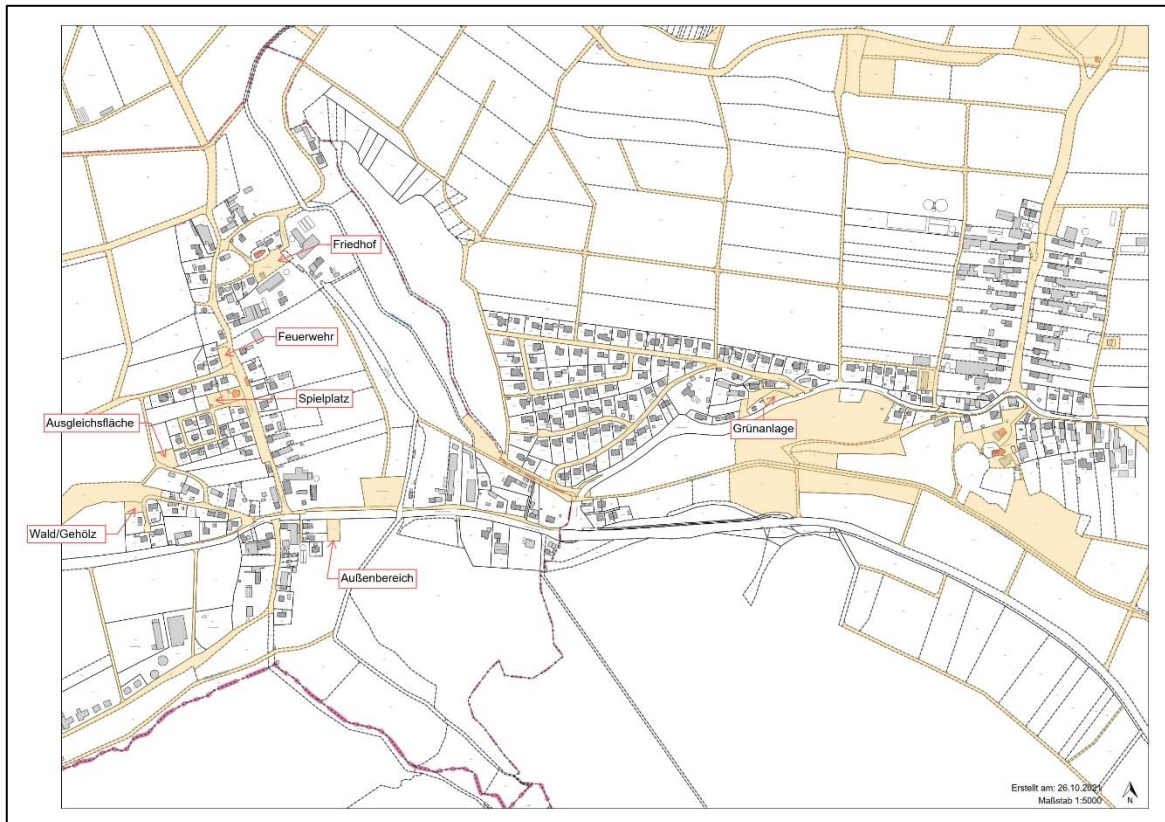 Friedhof
Feuerwehr
Spielplatz
Ausgleichsfläche
Grünanlage
Wald/Gehölz
Außenbereich
Erstellt am: 26.10.2021
Maßstab 1:5000
N